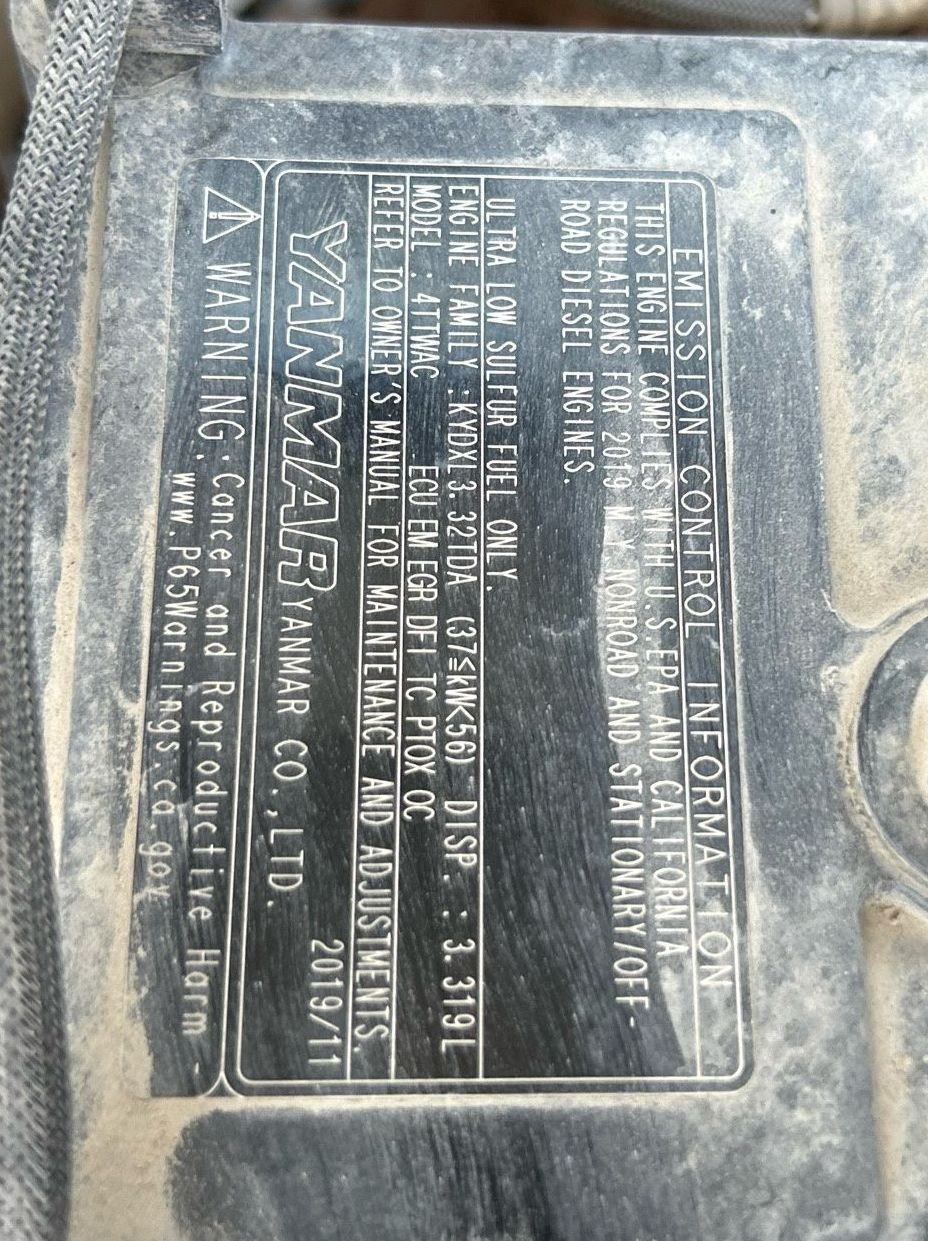 EMISSION CONTROL INFORMATION
THIS ENGINE COMPLIES WITH U.S.EPA AND CALIFORNIA
REGULATIONS FOR 2019 M.Y NONROAD AND STATIONARY/OFF-
ROAD DIESEL ENGINES.
ULTRA LOW SULFUR FUEL ONLY.
ENGINE FAMILY :KYDXL3.32TDA (37≦kW<56) DISP. : 3.319L
MODEL : 4TTWAC ECU EM EGR DFI TC PTOX OC
REFER TO OWNER'S MANUAL FOR MAINTENANCE AND ADJUSTMENTS.
2019/11
YANMAR YANMAR CO.,LTD.
⚠ WARNING: Cancer and Reproductive Harm -
www.P65Warnings.ca.gov